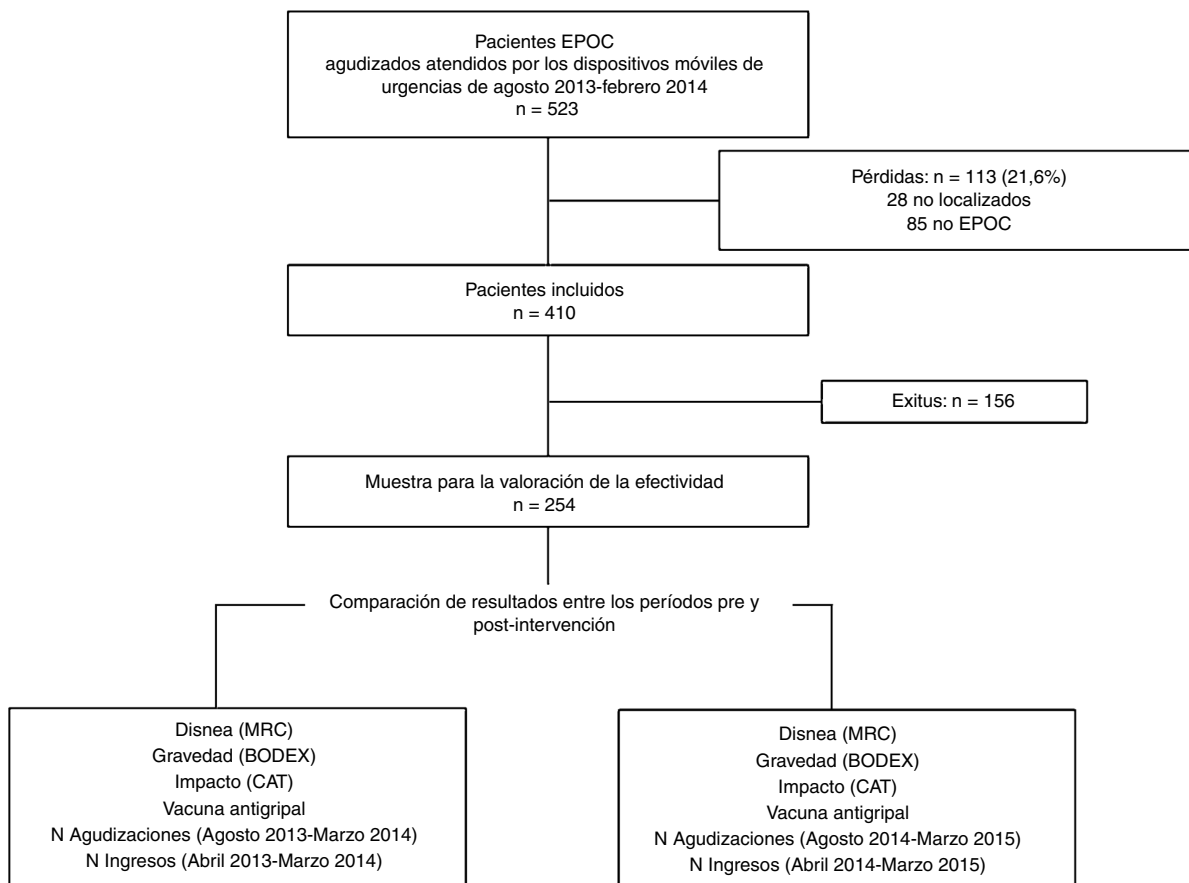 Pacientes EPOC
agudizados atendidos por los dispositivos móviles de
urgencias de agosto 2013-febrero 2014
n = 523
Pérdidas: n = 113 (21,6%)
28 no localizados
85 no EPOC
Pacientes incluidos
n = 410
Exitus: n = 156
Muestra para la valoración de la efectividad
n = 254
Comparación de resultados entre los períodos pre y
post-intervención
Disnea (MRC)
Gravedad (BODEX)
Impacto (CAT)
Vacuna antigripal
N Agudizaciones (Agosto 2013-Marzo 2014)
N Ingresos (Abril 2013-Marzo 2014)
Disnea (MRC)
Gravedad (BODEX)
Impacto (CAT)
Vacuna antigripal
N Agudizaciones (Agosto 2014-Marzo 2015)
N Ingresos (Abril 2014-Marzo 2015)